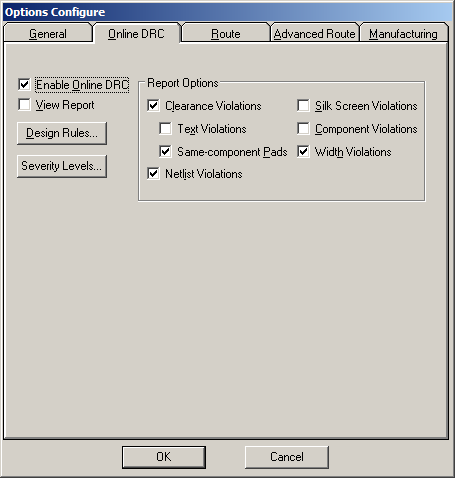 Options Configure
General
Online DRC
Route
Advanced Route
Manufacturing
Enable Online DRC
View Report
Design Rules...
Severity Levels...
Report Options
Clearance Violations
Silk Screen Violations
Text Violations
Component Violations
Same-component Pads
Width Violations
Netlist Violations
OK
Cancel